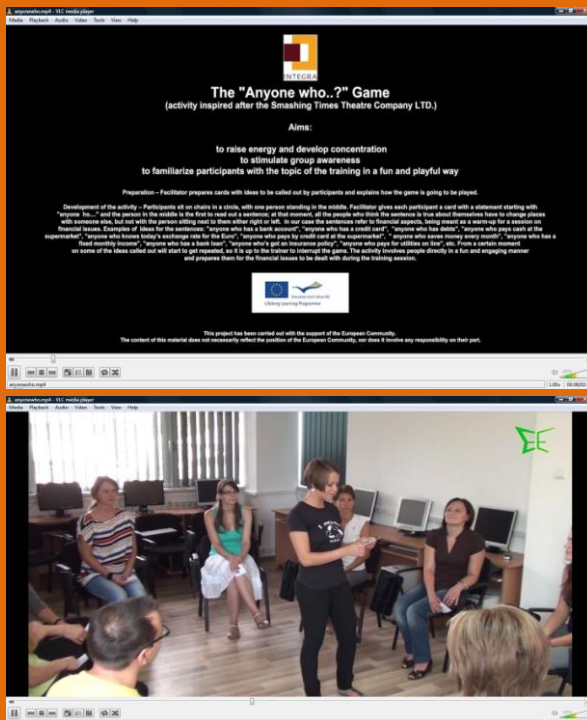 anyonewho.mp4 - VLC media player
Media Playback Audio Video Tools View Help
INTEGRA
The "Anyone who..?" Game
(activity inspired after the Smashing Times Theatre Company LTD.)
Aims:
to raise energy and develop concentration
to stimulate group awareness
to familiarize participants with the topic of the training in a fun and playful way
Preparation – Facilitator prepares cards with ideas to be called out by participants and explains how the game is going to be played.
Development of the activity – Participants sit on chairs in a circle, with one person standing in the middle. Facilitator gives each participant a card with a statement starting with
"anyone ho..." and the person in the middle is the first to read out a sentence; at that moment, all the people who think the sentence is true about themselves have to change places
with someone else, but not with the person sitting next to them either right or left. In our case the sentences refer to financial aspects, being meant as a warm-up for a session on
financial issues. Examples of ideas for the sentences: "anyone who has a bank account", "anyone who has a credit card", "anyone who has debts", "anyone who pays cash at the
supermarket", "anyone who knows today's exchange rate for the Euro", "anyone who pays by credit card at the supermarket", " anyone who saves money every month", "anyone who has a
fixed monthly income", "anyone who has a bank loan", "anyone who's got an insurance policy", "anyone who pays for utilities on line", etc. From a certain moment
on some of the ideas called out will start to get repeated, so it is up to the trainer to interrupt the game. The activity involves people directly in a fun and engaging manner
and prepares them for the financial issues to be dealt with during the training session.
Education and Culture DG
Lifelong Learning Programme
This project has been carried out with the support of the European Community.
The content of this material does not necessarily reflect the position of the European Community, nor does it involve any responsibility on their part.
anyonewho.mp4
1.00x
anyonewho.mp4 - VLC media player
Media Playback Audio Video Tools View Help